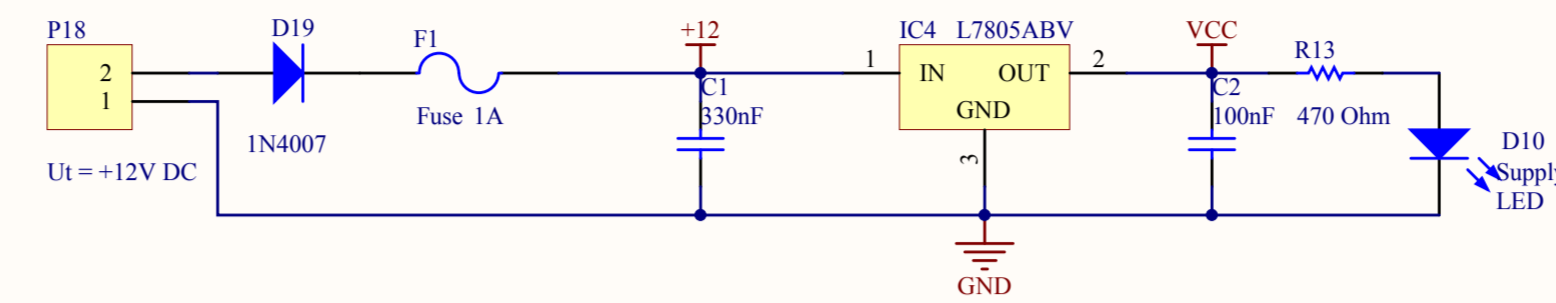 P18
2
1
Ut = +12V DC
D19
1N4007
F1
Fuse 1A
+12
C1
330nF
IC4 L7805ABV
1
IN
OUT
GND
2
3
GND
VCC
C2
100nF
R13
470 Ohm
D10
Supply
LED